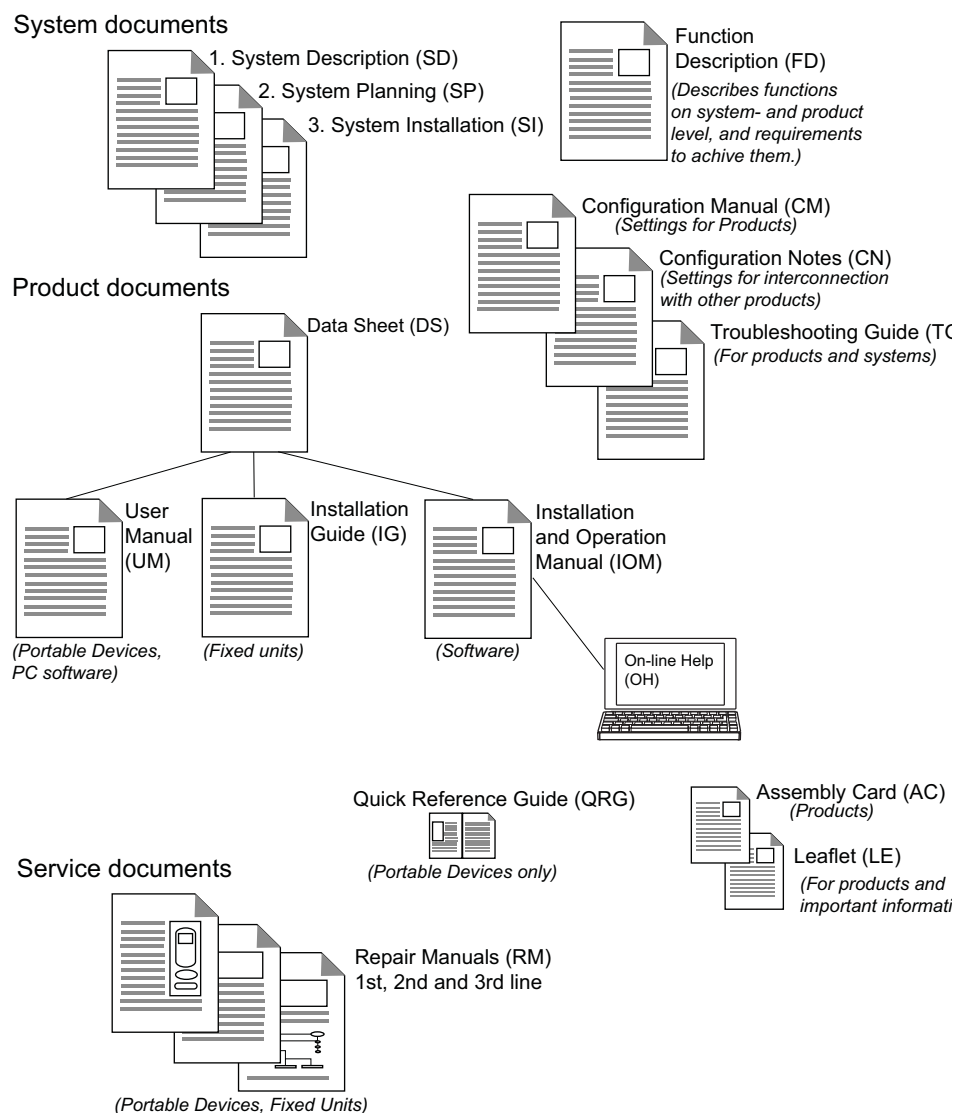 System documents
1. System Description (SD)
2. System Planning (SP)
3. System Installation (SI)
Function
Description (FD)
(Describes functions
on system- and product
level, and requirements
to achive them.)
Configuration Manual (CM)
(Settings for Products)
Configuration Notes (CN)
(Settings for interconnection
with other products)
Troubleshooting Guide
(For products and systems)
Product documents
Data Sheet (DS)
User
Manual
(UM)
(Portable Devices,
PC software)
Installation
Guide (IG)
(Fixed units)
Installation
and Operation
Manual (IOM)
(Software)
On-line Help
(OH)
Quick Reference Guide (QRG)
(Portable Devices only)
Assembly Card (AC)
(Products)
Leaflet (LE)
(For products and
important
Service documents
Repair Manuals (RM)
1st, 2nd and 3rd line
(Portable Devices, Fixed Units)